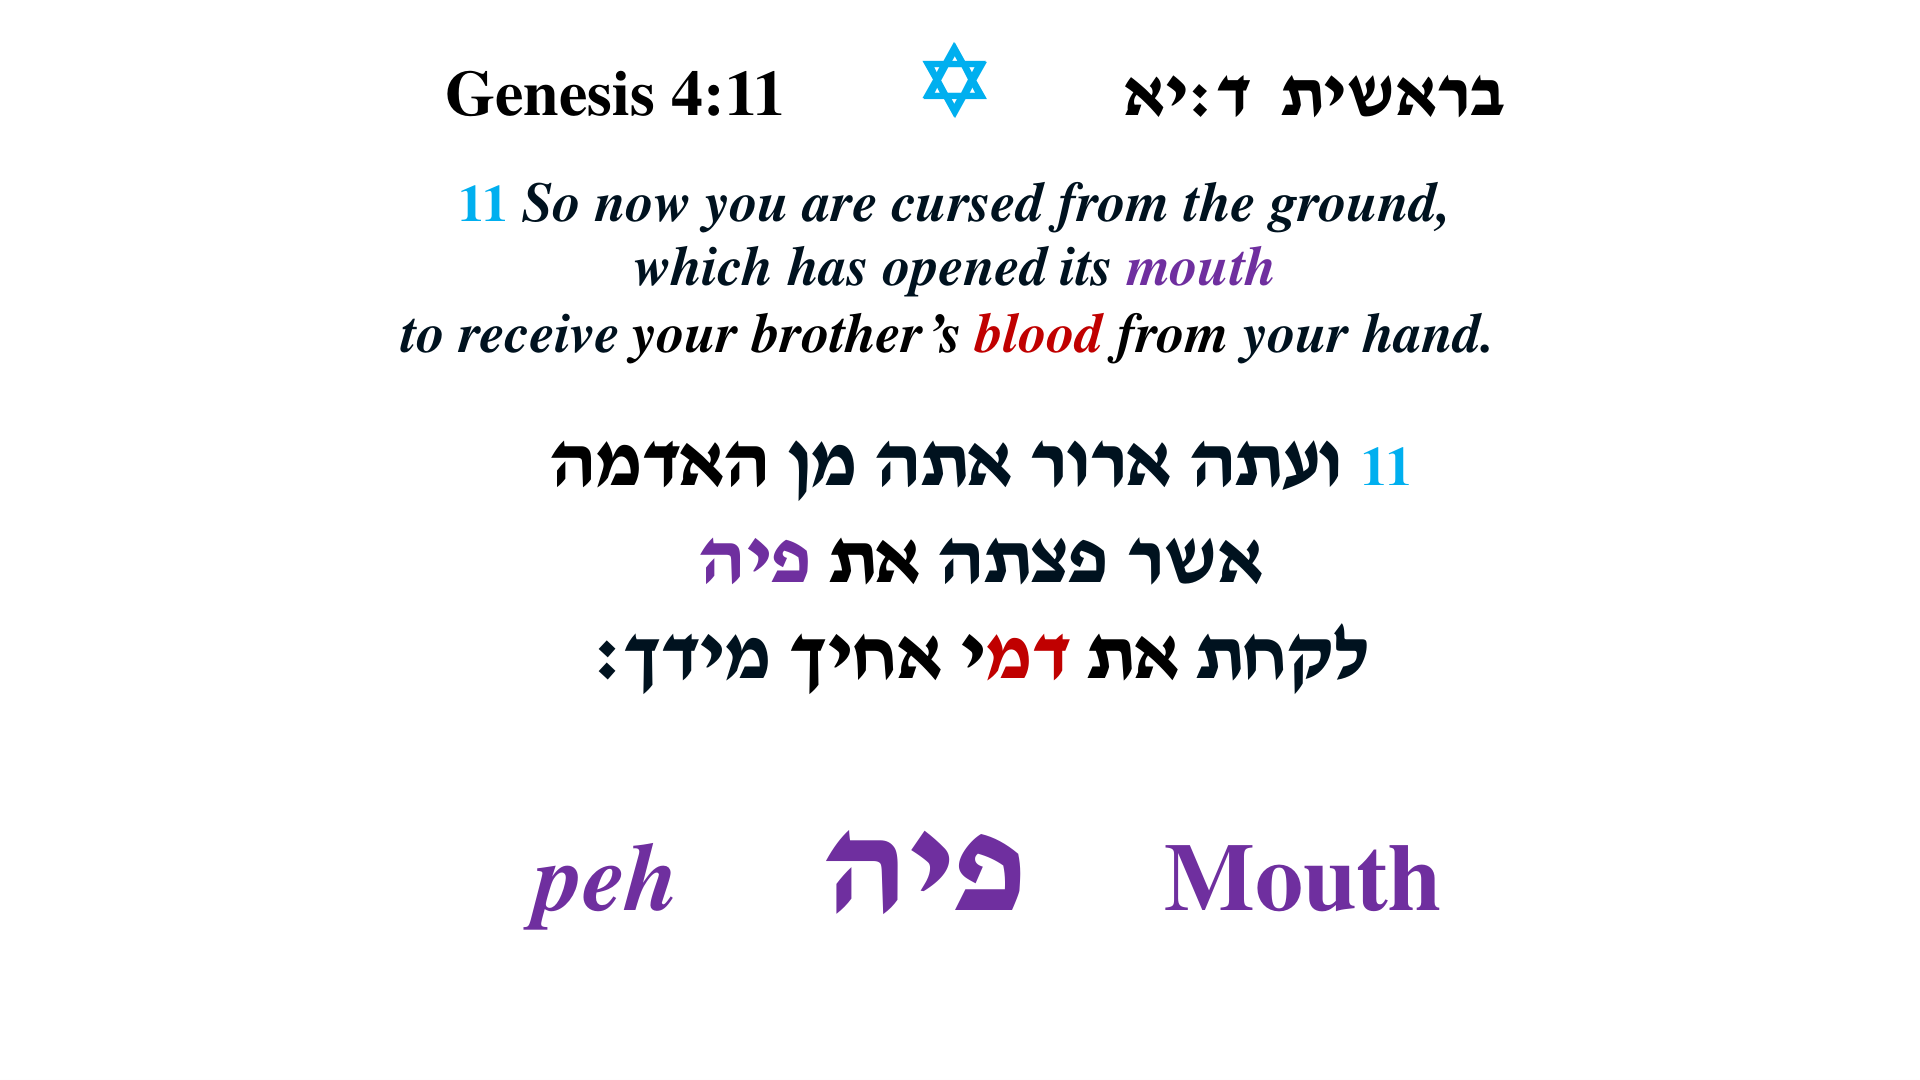 Genesis 4:11 ✡ בראשית ד:יא
11 So now you are cursed from the ground,
which has opened its mouth
to receive your brother’s blood from your hand.
11 ועתה ארור אתה מן האדמה
אשר פצתה את פיה
לקחת את דמי אחיך מידך:
peh פיה Mouth